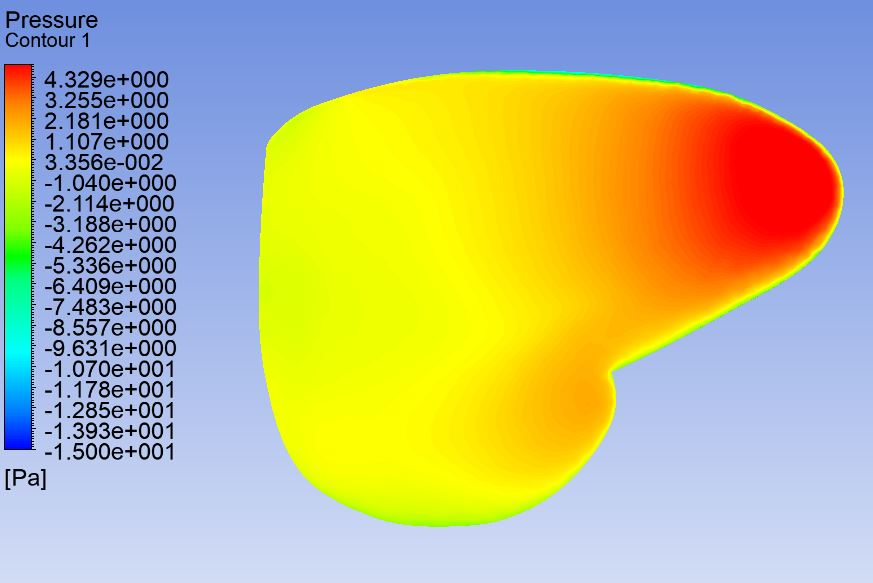 Pressure
Contour 1
4.329e+000
3.255e+000
2.181e+000
1.107e+000
3.356e-002
-1.040e+000
-2.114e+000
-3.188e+000
-4.262e+000
-5.336e+000
-6.409e+000
-7.483e+000
-8.557e+000
-9.631e+000
-1.070e+001
-1.178e+001
-1.285e+001
-1.393e+001
-1.500e+001
[Pa]